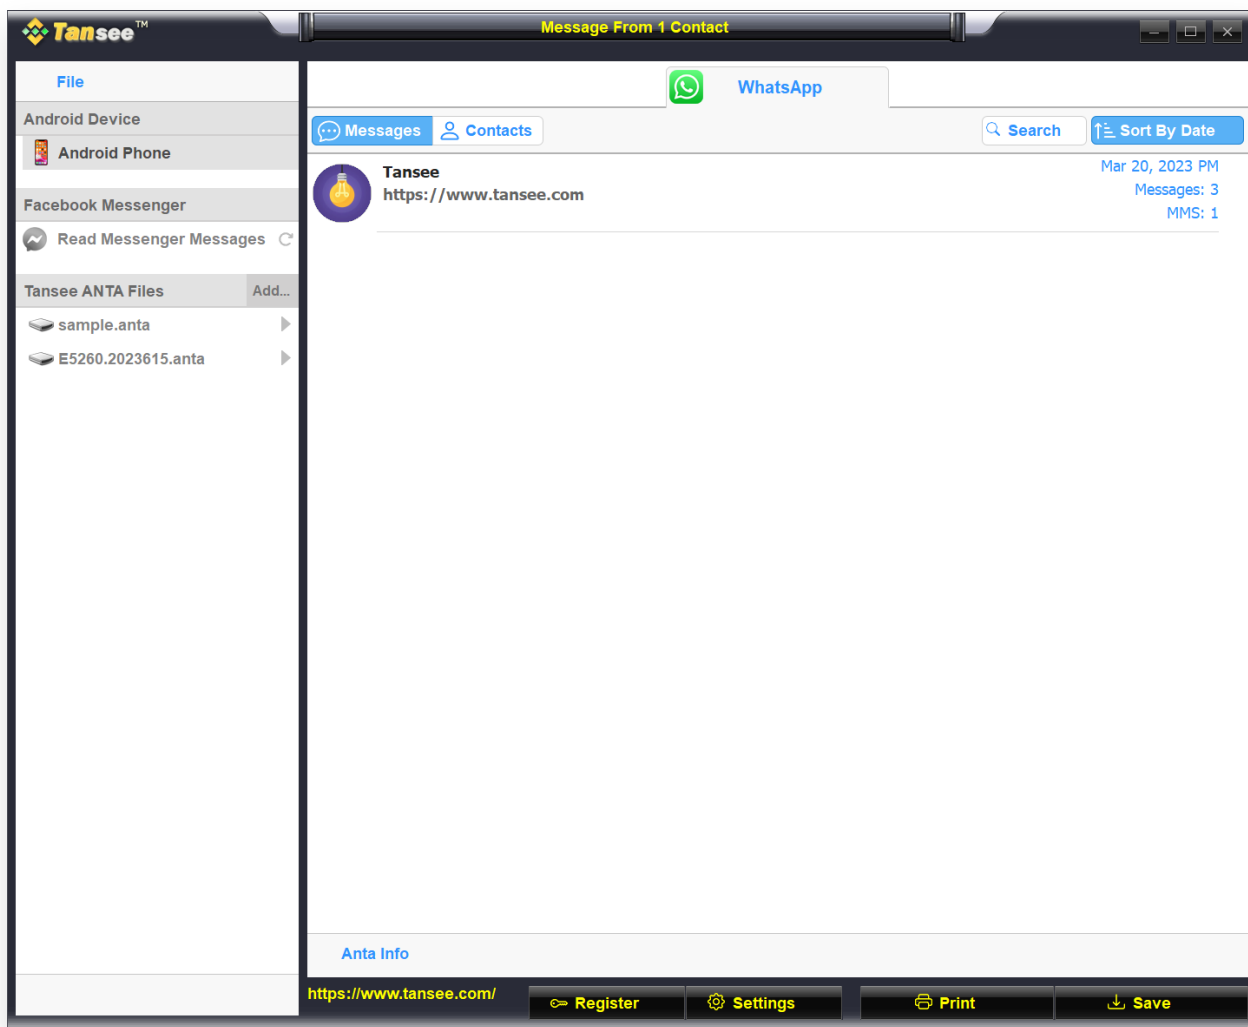 Tansee™
Message From 1 Contact
File
WhatsApp
Android Device
Android Phone
Facebook Messenger
Read Messenger Messages
Tansee ANTA Files Add...
sample.anta
E5260.2023615.anta
Messages Contacts Search Sort By Date
Tansee
https://www.tansee.com
Mar 20, 2023 PM
Messages: 3
MMS: 1
Anta Info
https://www.tansee.com/ Register Settings Print Save